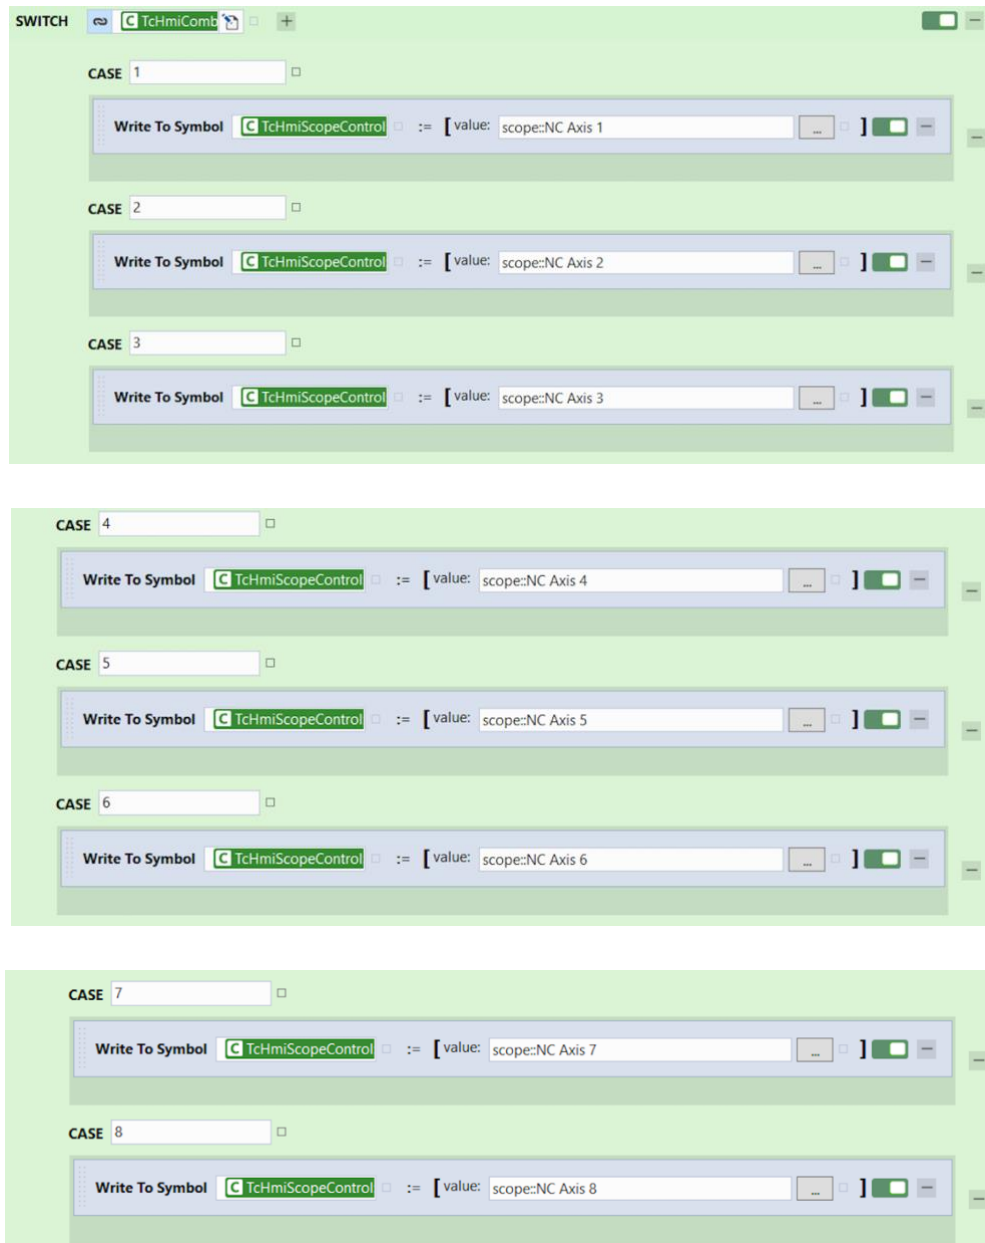 SWITCH C TcHmiComb +
CASE 1
Write To Symbol C TcHmiScopeControl := [ value: scope::NC Axis 1 ... ]
CASE 2
Write To Symbol C TcHmiScopeControl := [ value: scope::NC Axis 2 ... ]
CASE 3
Write To Symbol C TcHmiScopeControl := [ value: scope::NC Axis 3 ... ]
CASE 4
Write To Symbol C TcHmiScopeControl := [ value: scope::NC Axis 4 ... ]
CASE 5
Write To Symbol C TcHmiScopeControl := [ value: scope::NC Axis 5 ... ]
CASE 6
Write To Symbol C TcHmiScopeControl := [ value: scope::NC Axis 6 ... ]
CASE 7
Write To Symbol C TcHmiScopeControl := [ value: scope::NC Axis 7 ... ]
CASE 8
Write To Symbol C TcHmiScopeControl := [ value: scope::NC Axis 8 ... ]